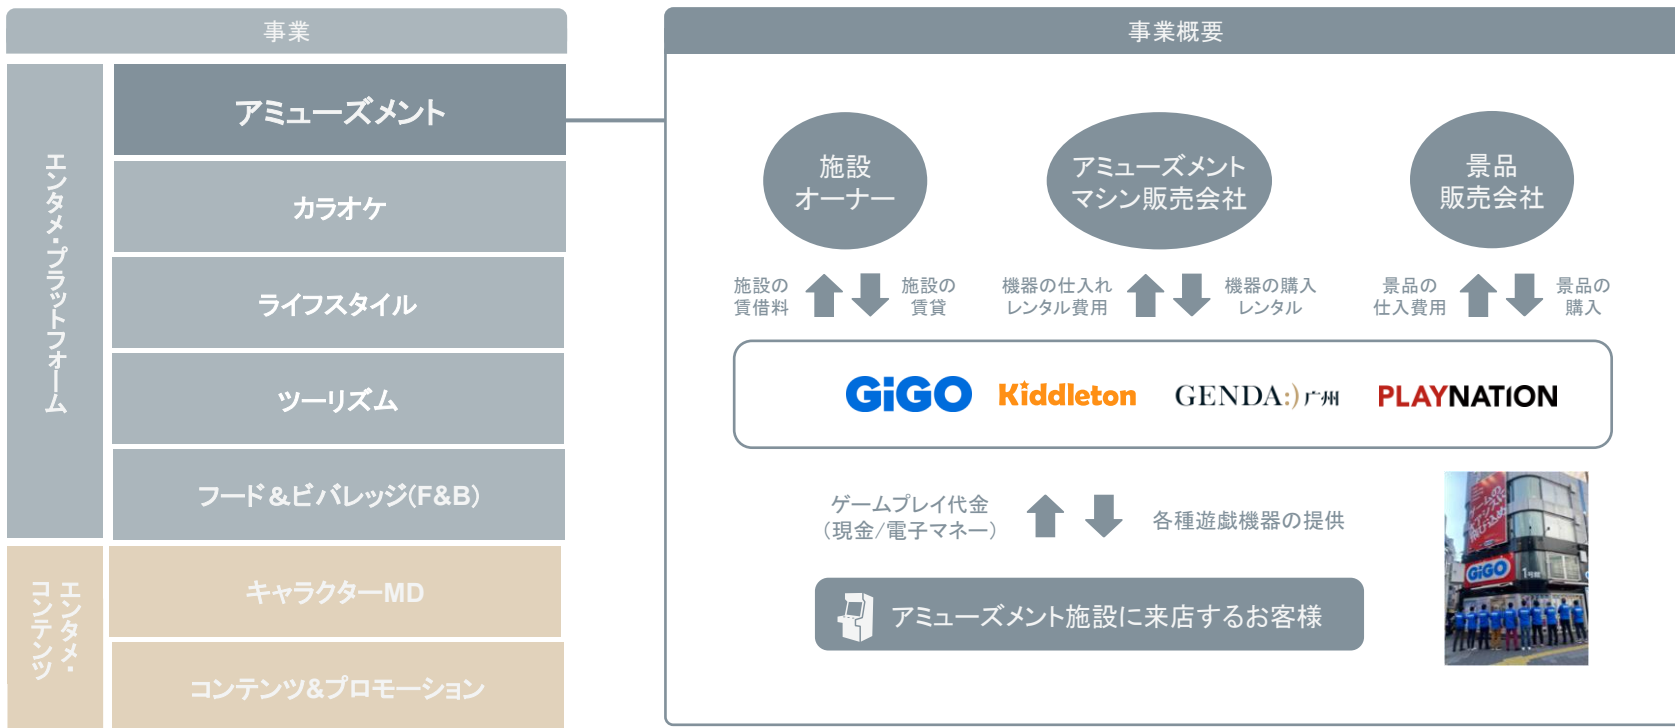 事業
エンタメ・プラットフォーム
アミューズメント
カラオケ
ライフスタイル
ツーリズム
フード&ビバレッジ(F&B)
エンタメ・
コンテンツ
キャラクターMD
コンテンツ&プロモーション
事業概要
施設
オーナー
アミューズメント
マシン販売会社
景品
販売会社
施設の
賃借料
施設の
賃貸
機器の仕入れ
レンタル費用
機器の購入
レンタル
景品の
仕入費用
景品の
購入
GiGO
Kiddleton
GENDA:) 广州
PLAYNATION
ゲームプレイ代金
(現金/電子マネー)
各種遊戯機器の提供
アミューズメント施設に来店するお客様
GiGO
1号館